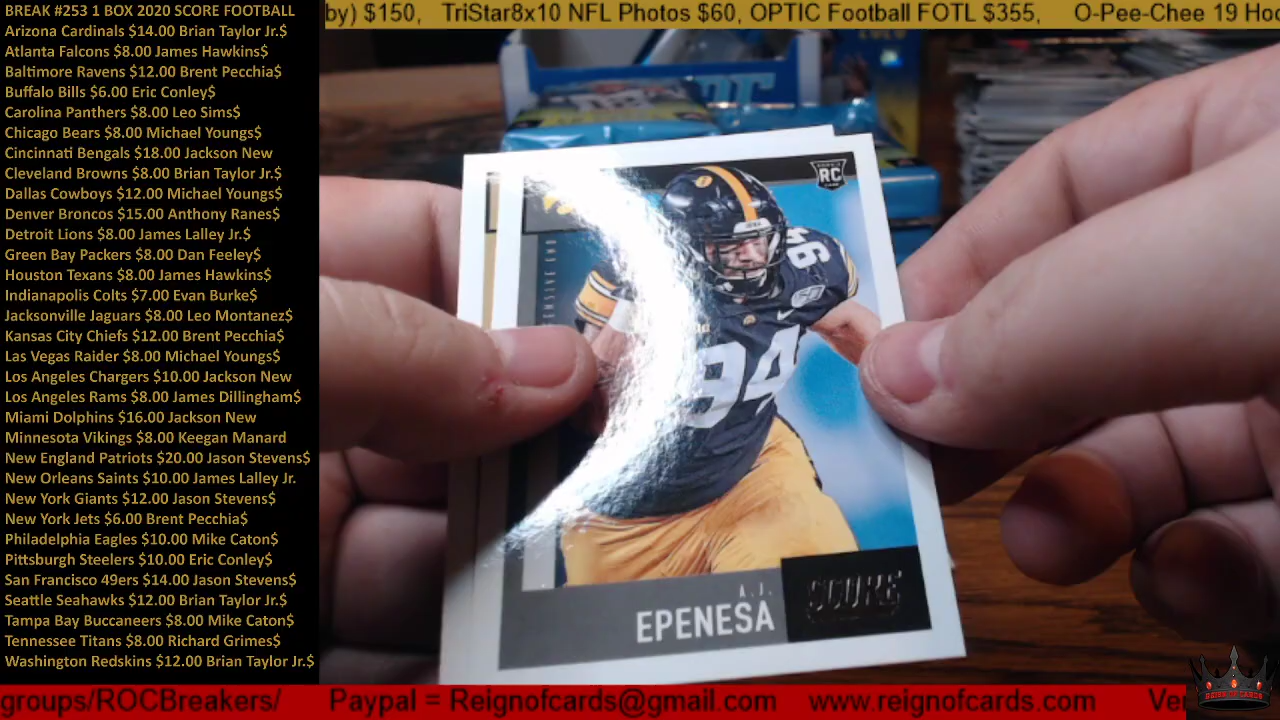 BREAK #253 1 BOX 2020 SCORE FOOTBALL
Arizona Cardinals $14.00 Brian Taylor Jr.$
Atlanta Falcons $8.00 James Hawkins$
Baltimore Ravens $12.00 Brent Pecchia$
Buffalo Bills $6.00 Eric Conley$
Carolina Panthers $8.00 Leo Sims$
Chicago Bears $8.00 Michael Youngs$
Cincinnati Bengals $18.00 Jackson New
Cleveland Browns $8.00 Brian Taylor Jr.$
Dallas Cowboys $12.00 Michael Youngs$
Denver Broncos $15.00 Anthony Ranes$
Detroit Lions $8.00 James Lalley Jr.$
Green Bay Packers $8.00 Dan Feeley$
Houston Texans $8.00 James Hawkins$
Indianapolis Colts $7.00 Evan Burke$
Jacksonville Jaguars $8.00 Leo Montanez$
Kansas City Chiefs $12.00 Brent Pecchia$
Las Vegas Raider $8.00 Michael Youngs$
Los Angeles Chargers $10.00 Jackson New
Los Angeles Rams $8.00 James Dillingham$
Miami Dolphins $16.00 Jackson New
Minnesota Vikings $8.00 Keegan Manard
New England Patriots $20.00 Jason Stevens$
New Orleans Saints $10.00 James Lalley Jr.
New York Giants $12.00 Jason Stevens$
New York Jets $6.00 Brent Pecchia$
Philadelphia Eagles $10.00 Mike Caton$
Pittsburgh Steelers $10.00 Eric Conley$
San Francisco 49ers $14.00 Jason Stevens$
Seattle Seahawks $12.00 Brian Taylor Jr.$
Tampa Bay Buccaneers $8.00 Mike Caton$
Tennessee Titans $8.00 Richard Grimes$
Washington Redskins $12.00 Brian Taylor Jr.$
by) $150, TriStar8x10 NFL Photos $60, OPTIC Football FOTL $355, O-Pee-Chee 19 Hoc
RC
94
94
A.J.
EPENESA
SCORE
groups/ROCBreakers/ Paypal = Reignofcards@gmail.com www.reignofcards.com Ve
REIGN OF CARDS